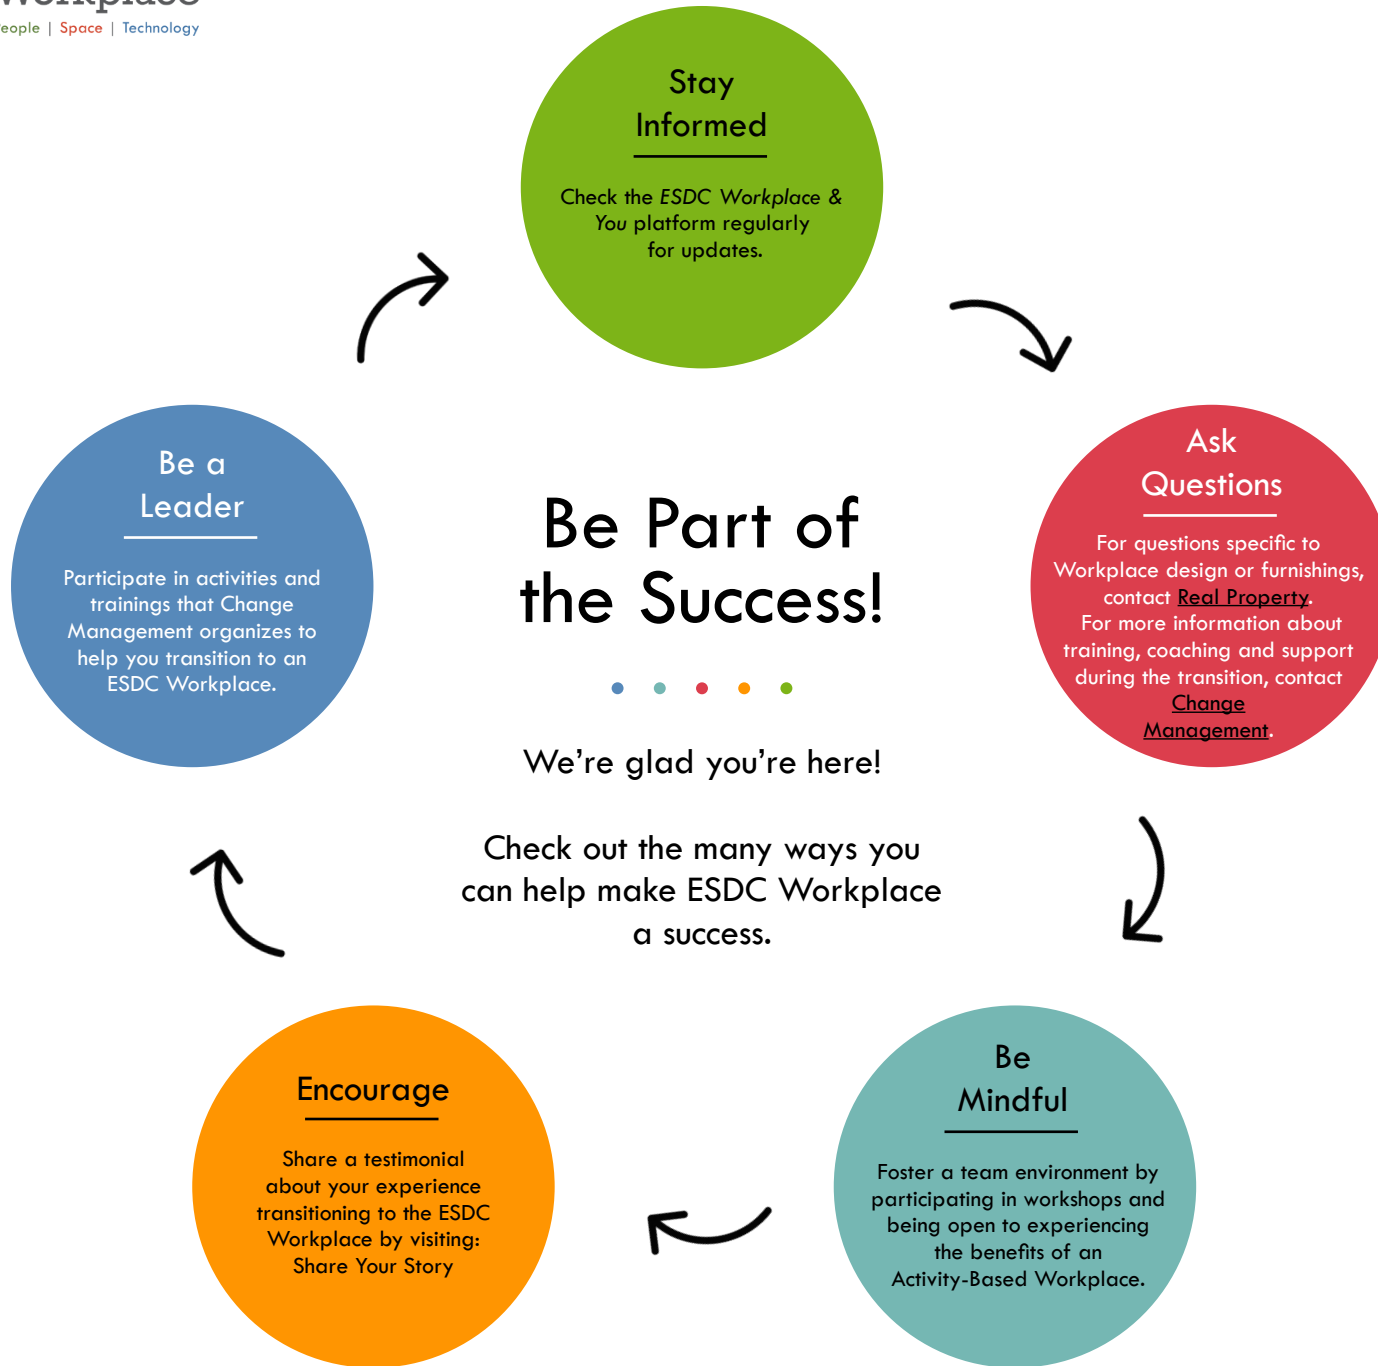 Workplace
People | Space | Technology
Stay
Informed
Check the ESDC Workplace &
You platform regularly
for updates.
Ask
Questions
For questions specific to
Workplace design or furnishings,
contact Real Property.
For more information about
training, coaching and support
during the transition, contact
Change
Management.
Be
Mindful
Foster a team environment by
participating in workshops and
being open to experiencing
the benefits of an
Activity-Based Workplace.
Encourage
Share a testimonial
about your experience
transitioning to the ESDC
Workplace by visiting:
Share Your Story
Be a
Leader
Participate in activities and
trainings that Change
Management organizes to
help you transition to an
ESDC Workplace.
Be Part of
the Success!
We’re glad you’re here!
Check out the many ways you
can help make ESDC Workplace
a success.